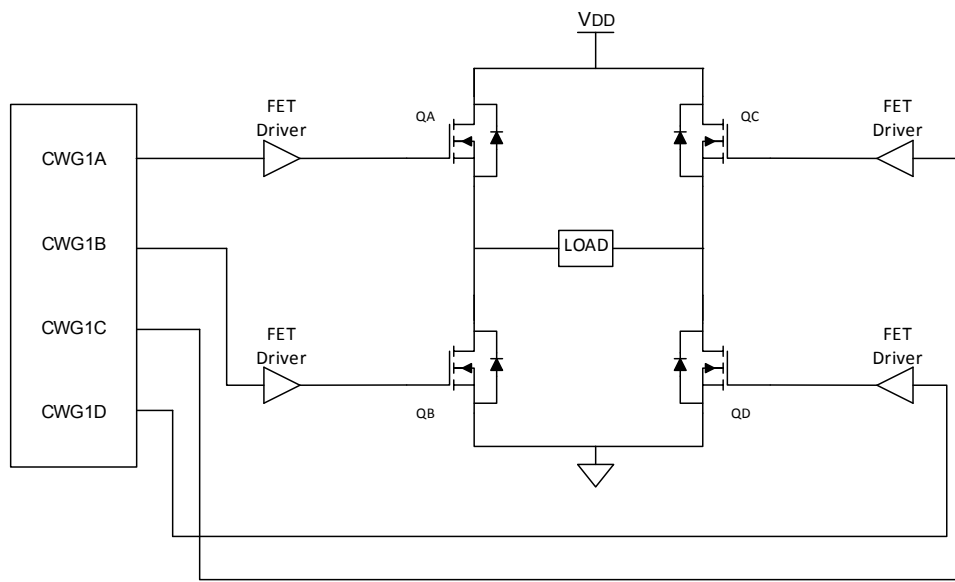 VDD
FET
Driver
QA
QC
FET
Driver
CWG1A
CWG1B
LOAD
CWG1C
FET
Driver
FET
Driver
CWG1D
QB
QD